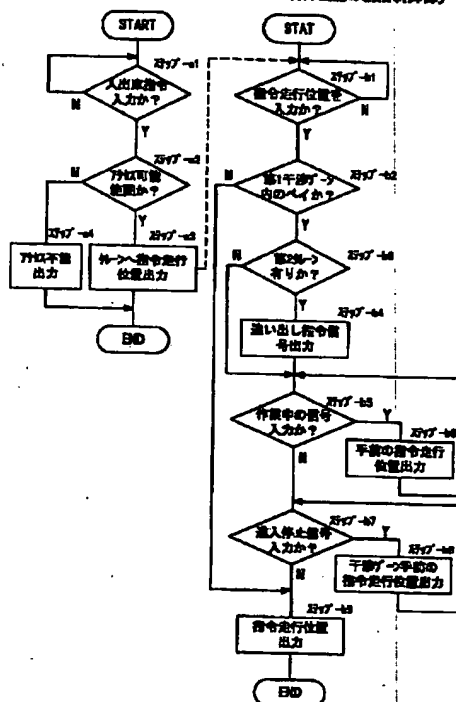 START
ステップ-a1
入出庫指令
入力か?
N
Y
ステップ-a2
アクセス可能
範囲か?
N
Y
ステップ-a4
アクセス不能
出力
ステップ-a3
クレーンへ指令走行
位置出力
END
STAT
ステップ-b1
指令走行位置を
入力か?
N
Y
ステップ-b2
第1干渉ゾーン
内のベイか?
N
Y
第2クレーン
有りか?
N
Y
ステップ-b4
追い出し指令信
号出力
ステップ-b5
作業中の信号
入力か?
Y
N
ステップ-b6
手前の指令走行
位置出力
ステップ-b7
進入停止信号
入力か?
Y
N
ステップ-b8
干渉ゾーン手前の
指令走行位置出力
ステップ-b9
指令走行位置
出力
END